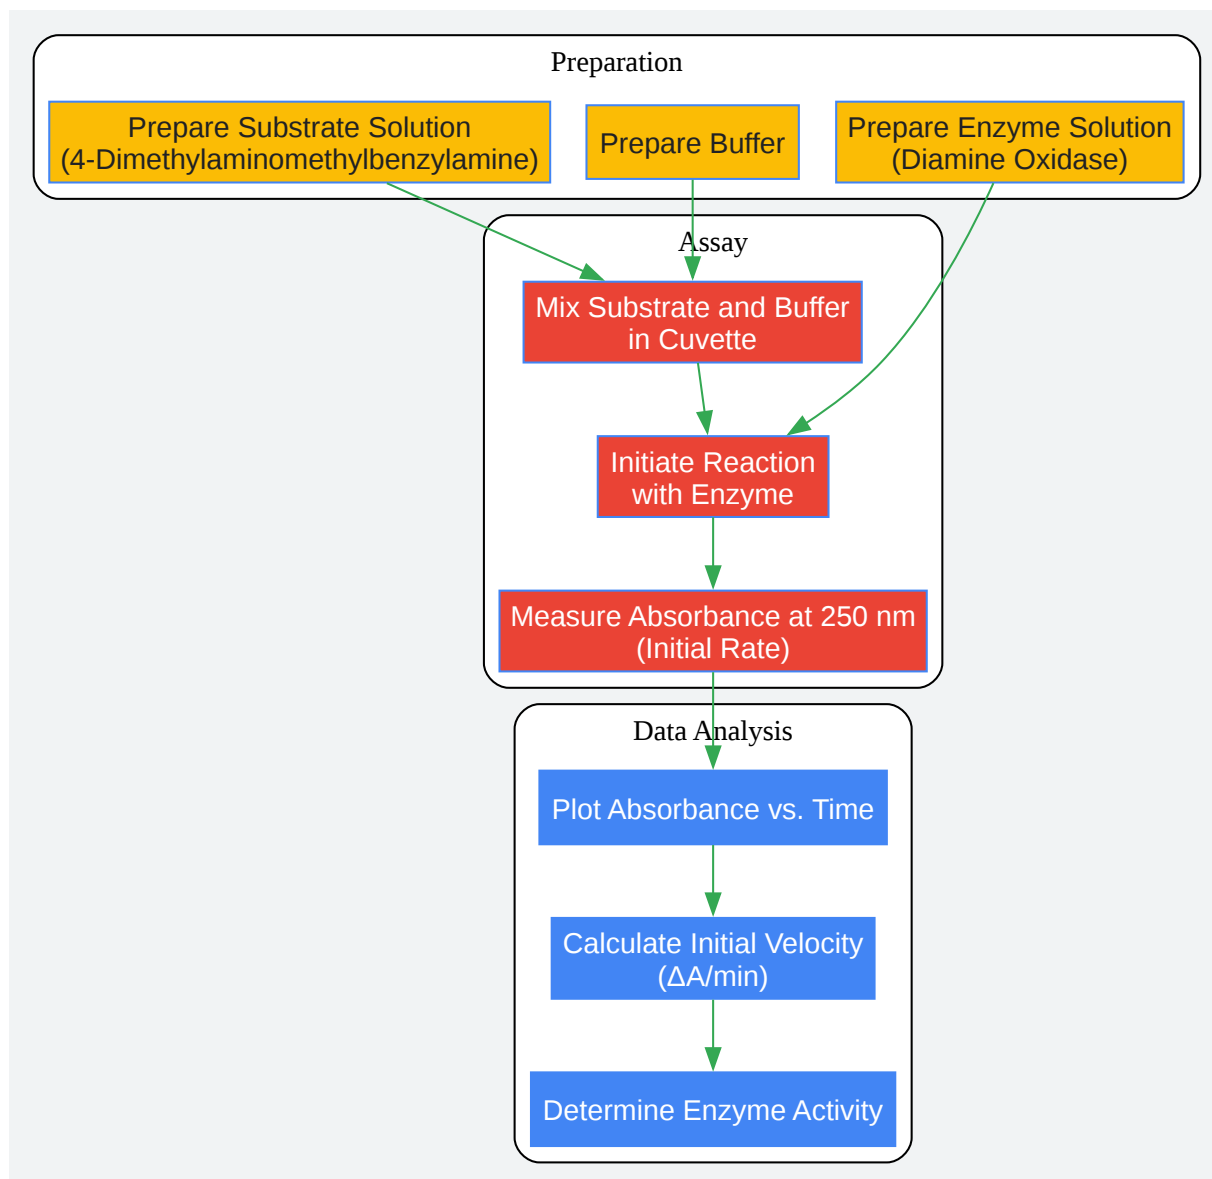 Preparation
Prepare Substrate Solution
(4-Dimethylaminomethylbenzylamine)
Prepare Buffer
Prepare Enzyme Solution
(Diamine Oxidase)
Assay
Mix Substrate and Buffer
in Cuvette
Initiate Reaction
with Enzyme
Measure Absorbance at 250 nm
(Initial Rate)
Data Analysis
Plot Absorbance vs. Time
Calculate Initial Velocity
(ΔA/min)
Determine Enzyme Activity